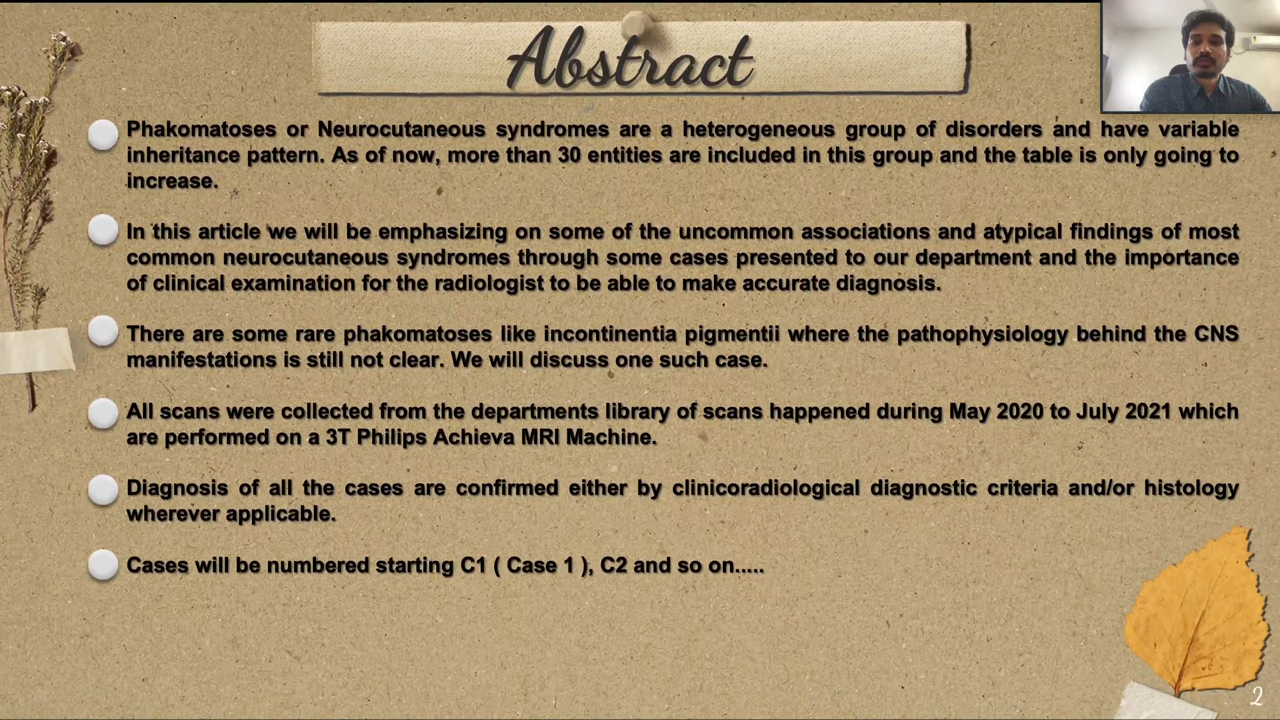 Abstract
Phakomatoses or Neurocutaneous syndromes are a heterogeneous group of disorders and have variable
inheritance pattern. As of now, more than 30 entities are included in this group and the table is only going to
increase.
In this article we will be emphasizing on some of the uncommon associations and atypical findings of most
common neurocutaneous syndromes through some cases presented to our department and the importance
of clinical examination for the radiologist to be able to make accurate diagnosis.
There are some rare phakomatoses like incontinentia pigmentii where the pathophysiology behind the CNS
manifestations is still not clear. We will discuss one such case.
All scans were collected from the departments library of scans happened during May 2020 to July 2021 which
are performed on a 3T Philips Achieva MRI Machine.
Diagnosis of all the cases are confirmed either by clinicoradiological diagnostic criteria and/or histology
wherever applicable.
Cases will be numbered starting C1 ( Case 1 ), C2 and so on.....
2